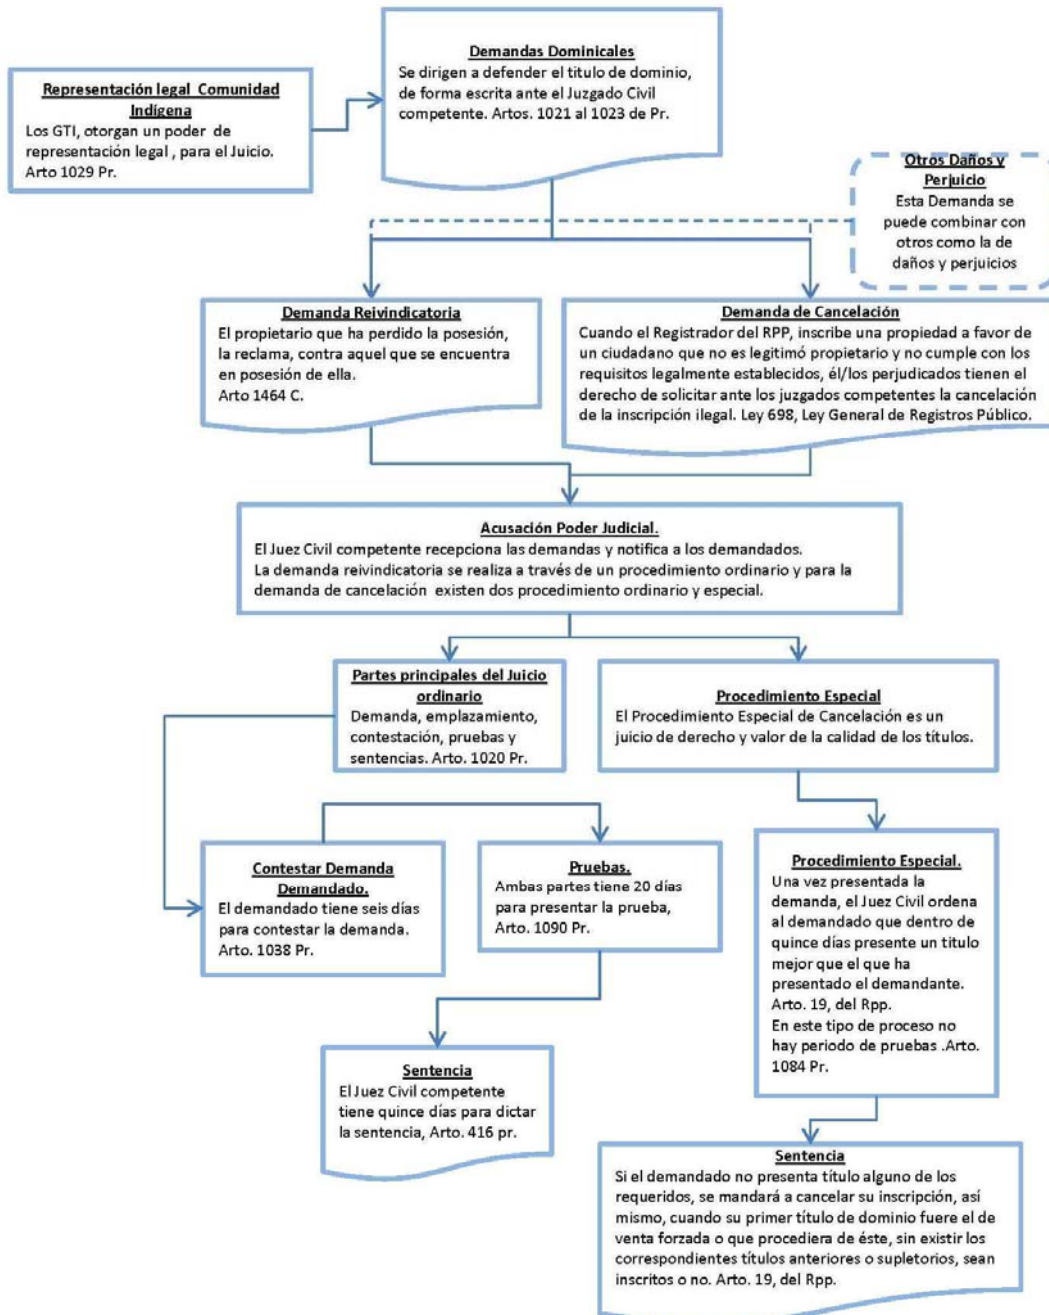 Demandas Dominicales
Se dirigen a defender el titulo de dominio,
de forma escrita ante el Juzgado Civil
competente. Artos. 1021 al 1023 de Pr.
Representación legal Comunidad
Indígena
Los GTI, otorgan un poder de
representación legal , para el Juicio.
Arto 1029 Pr.
Otros Daños y
Perjuicio
Esta Demanda se
puede combinar con
otros como la de
daños y perjuicios
Demanda Reivindicatoria
El propietario que ha perdido la posesión,
la reclama, contra aquel que se encuentra
en posesión de ella.
Arto 1464 C.
Demanda de Cancelación
Cuando el Registrador del RPP, inscribe una propiedad a favor de
un ciudadano que no es legitimó propietario y no cumple con los
requisitos legalmente establecidos, él/los perjudicados tienen el
derecho de solicitar ante los juzgados competentes la cancelación
de la inscripción ilegal. Ley 698, Ley General de Registros Público.
Acusación Poder Judicial.
El Juez Civil competente recepciona las demandas y notifica a los demandados.
La demanda reivindicatoria se realiza a través de un procedimiento ordinario y para la
demanda de cancelación existen dos procedimiento ordinario y especial.
Partes principales del Juicio
ordinario
Demanda, emplazamiento,
contestación, pruebas y
sentencias. Arto. 1020 Pr.
Procedimiento Especial
El Procedimiento Especial de Cancelación es un
juicio de derecho y valor de la calidad de los títulos.
Contestar Demanda
Demandado.
El demandado tiene seis días
para contestar la demanda.
Arto. 1038 Pr.
Pruebas.
Ambas partes tiene 20 días
para presentar la prueba,
Arto. 1090 Pr.
Procedimiento Especial.
Una vez presentada la
demanda, el Juez Civil ordena
al demandado que dentro de
quince días presente un titulo
mejor que el que ha
presentado el demandante.
Arto. 19, del Rpp.
En este tipo de proceso no
hay periodo de pruebas .Arto.
1084 Pr.
Sentencia
El Juez Civil competente
tiene quince días para dictar
la sentencia, Arto. 416 pr.
Sentencia
Si el demandado no presenta título alguno de los
requeridos, se mandará a cancelar su inscripción, así
mismo, cuando su primer título de dominio fuere el de
venta forzada o que procediera de éste, sin existir los
correspondientes títulos anteriores o supletorios, sean
inscritos o no. Arto. 19, del Rpp.